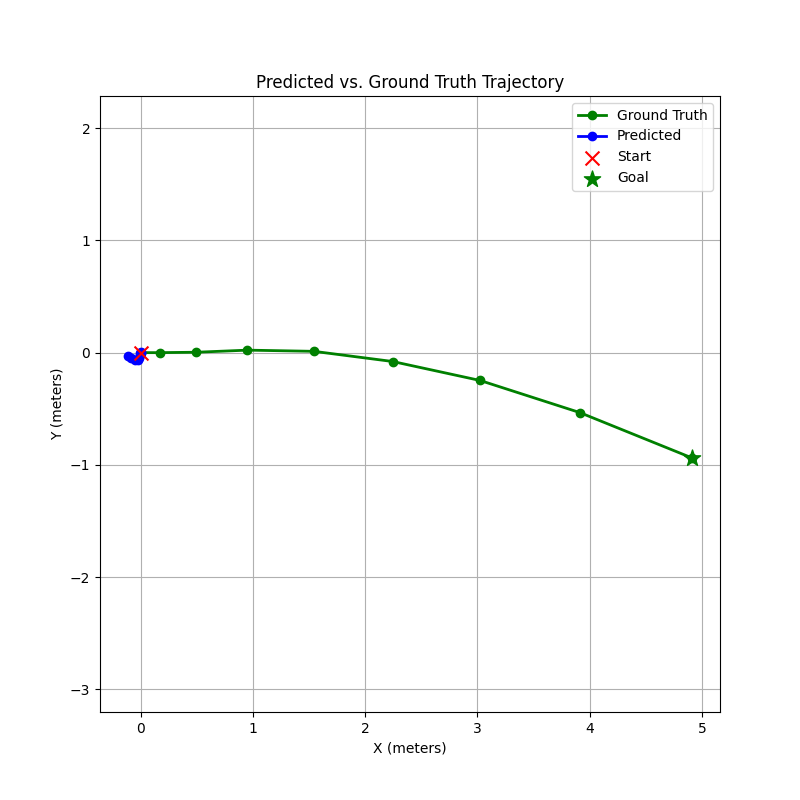 Predicted vs. Ground Truth Trajectory
Ground Truth
Predicted
Start
Goal
2
1
0
−1
−2
−3
Y (meters)
0 1 2 3 4 5
X (meters)